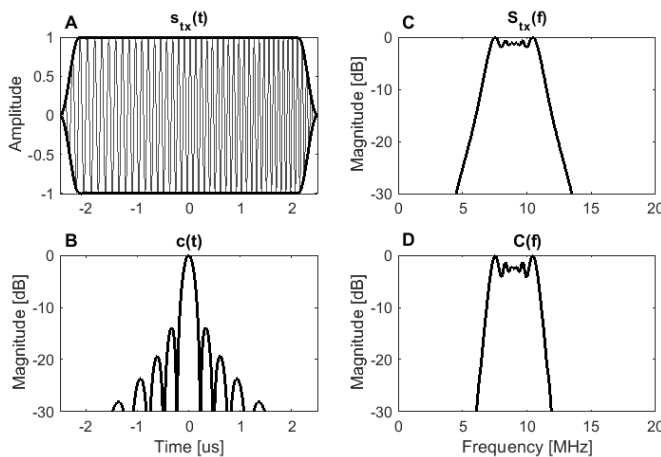 A
s_tx(t)
Amplitude
1
0.5
0
-0.5
-1
-2 -1 0 1 2
C
S_tx(f)
Magnitude [dB]
0
-10
-20
-30
0 5 10 15 20
B
c(t)
Magnitude [dB]
0
-10
-20
-30
-2 -1 0 1 2
Time [us]
D
C(f)
Magnitude [dB]
0
-10
-20
-30
0 5 10 15 20
Frequency [MHz]